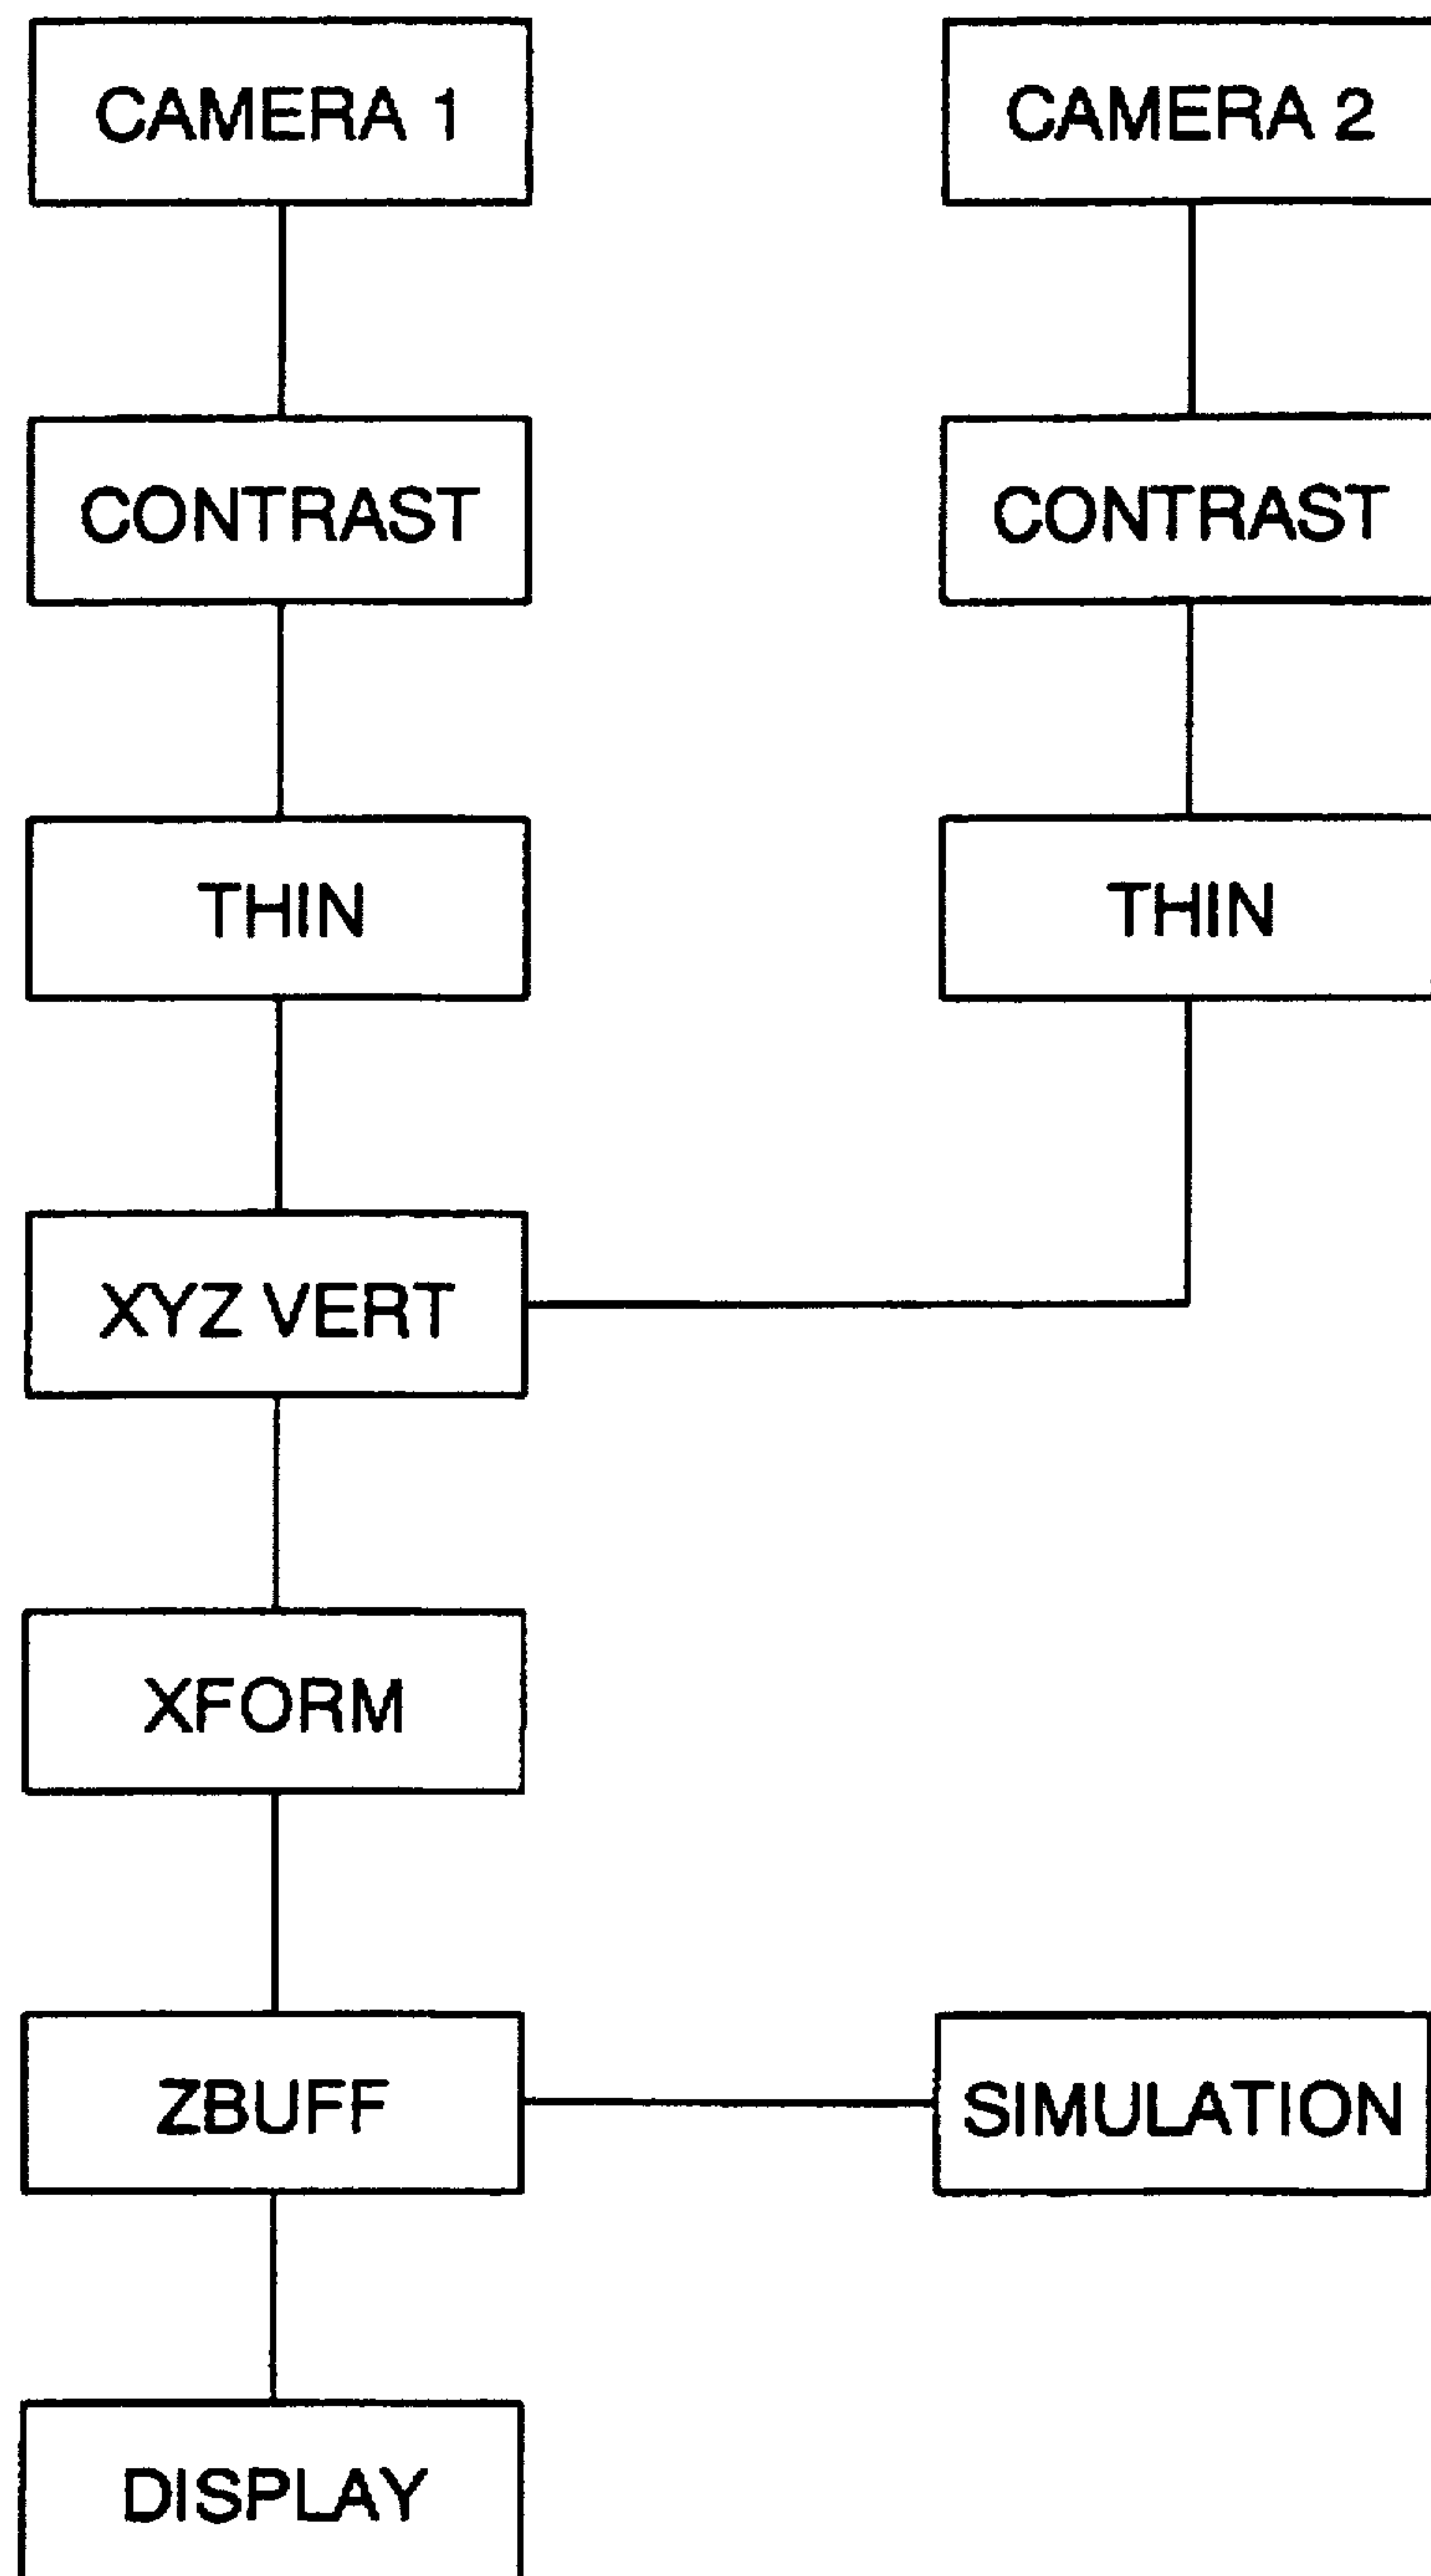 CAMERA 1
CAMERA 2
CONTRAST
CONTRAST
THIN
THIN
XYZ VERT
XFORM
ZBUFF
SIMULATION
DISPLAY